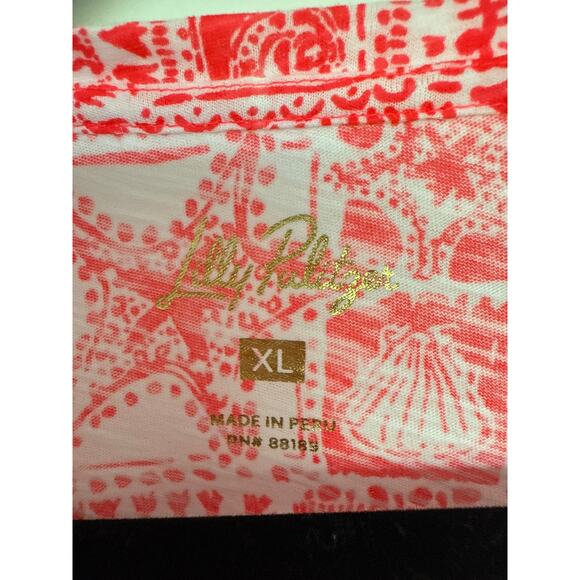 Lilly Pulitzer
XL
MADE IN PERU
RN# 88189